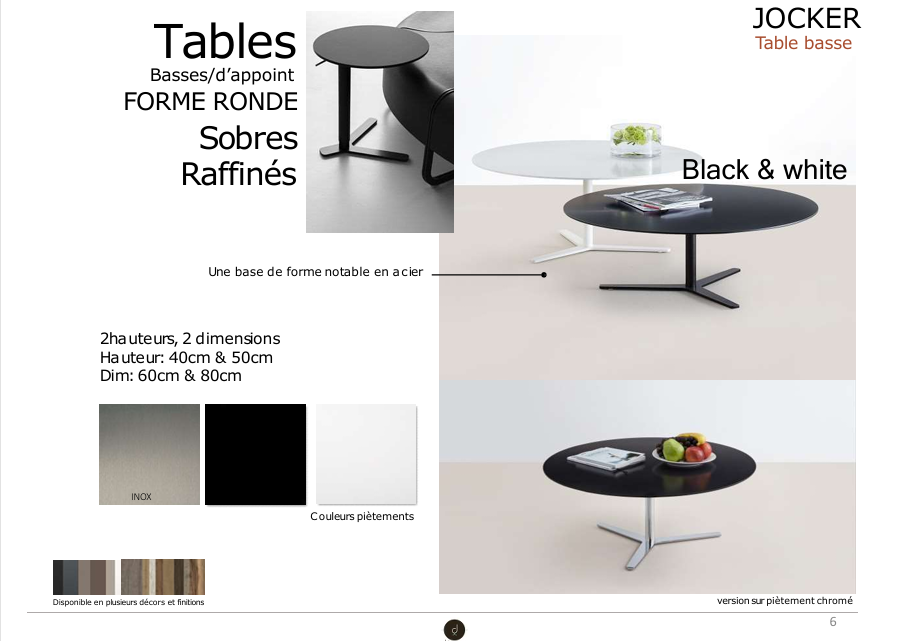 JOCKER
Table basse
Tables
Basses/d’appoint
FORME RONDE
Sobres
Raffinés
Black & white
Une base de forme notable en acier
2hauteurs, 2 dimensions
Hauteur: 40cm & 50cm
Dim: 60cm & 80cm
INOX
Couleurs piètements
Disponible en plusieurs décors et finitions
version sur piètement chromé
6
d